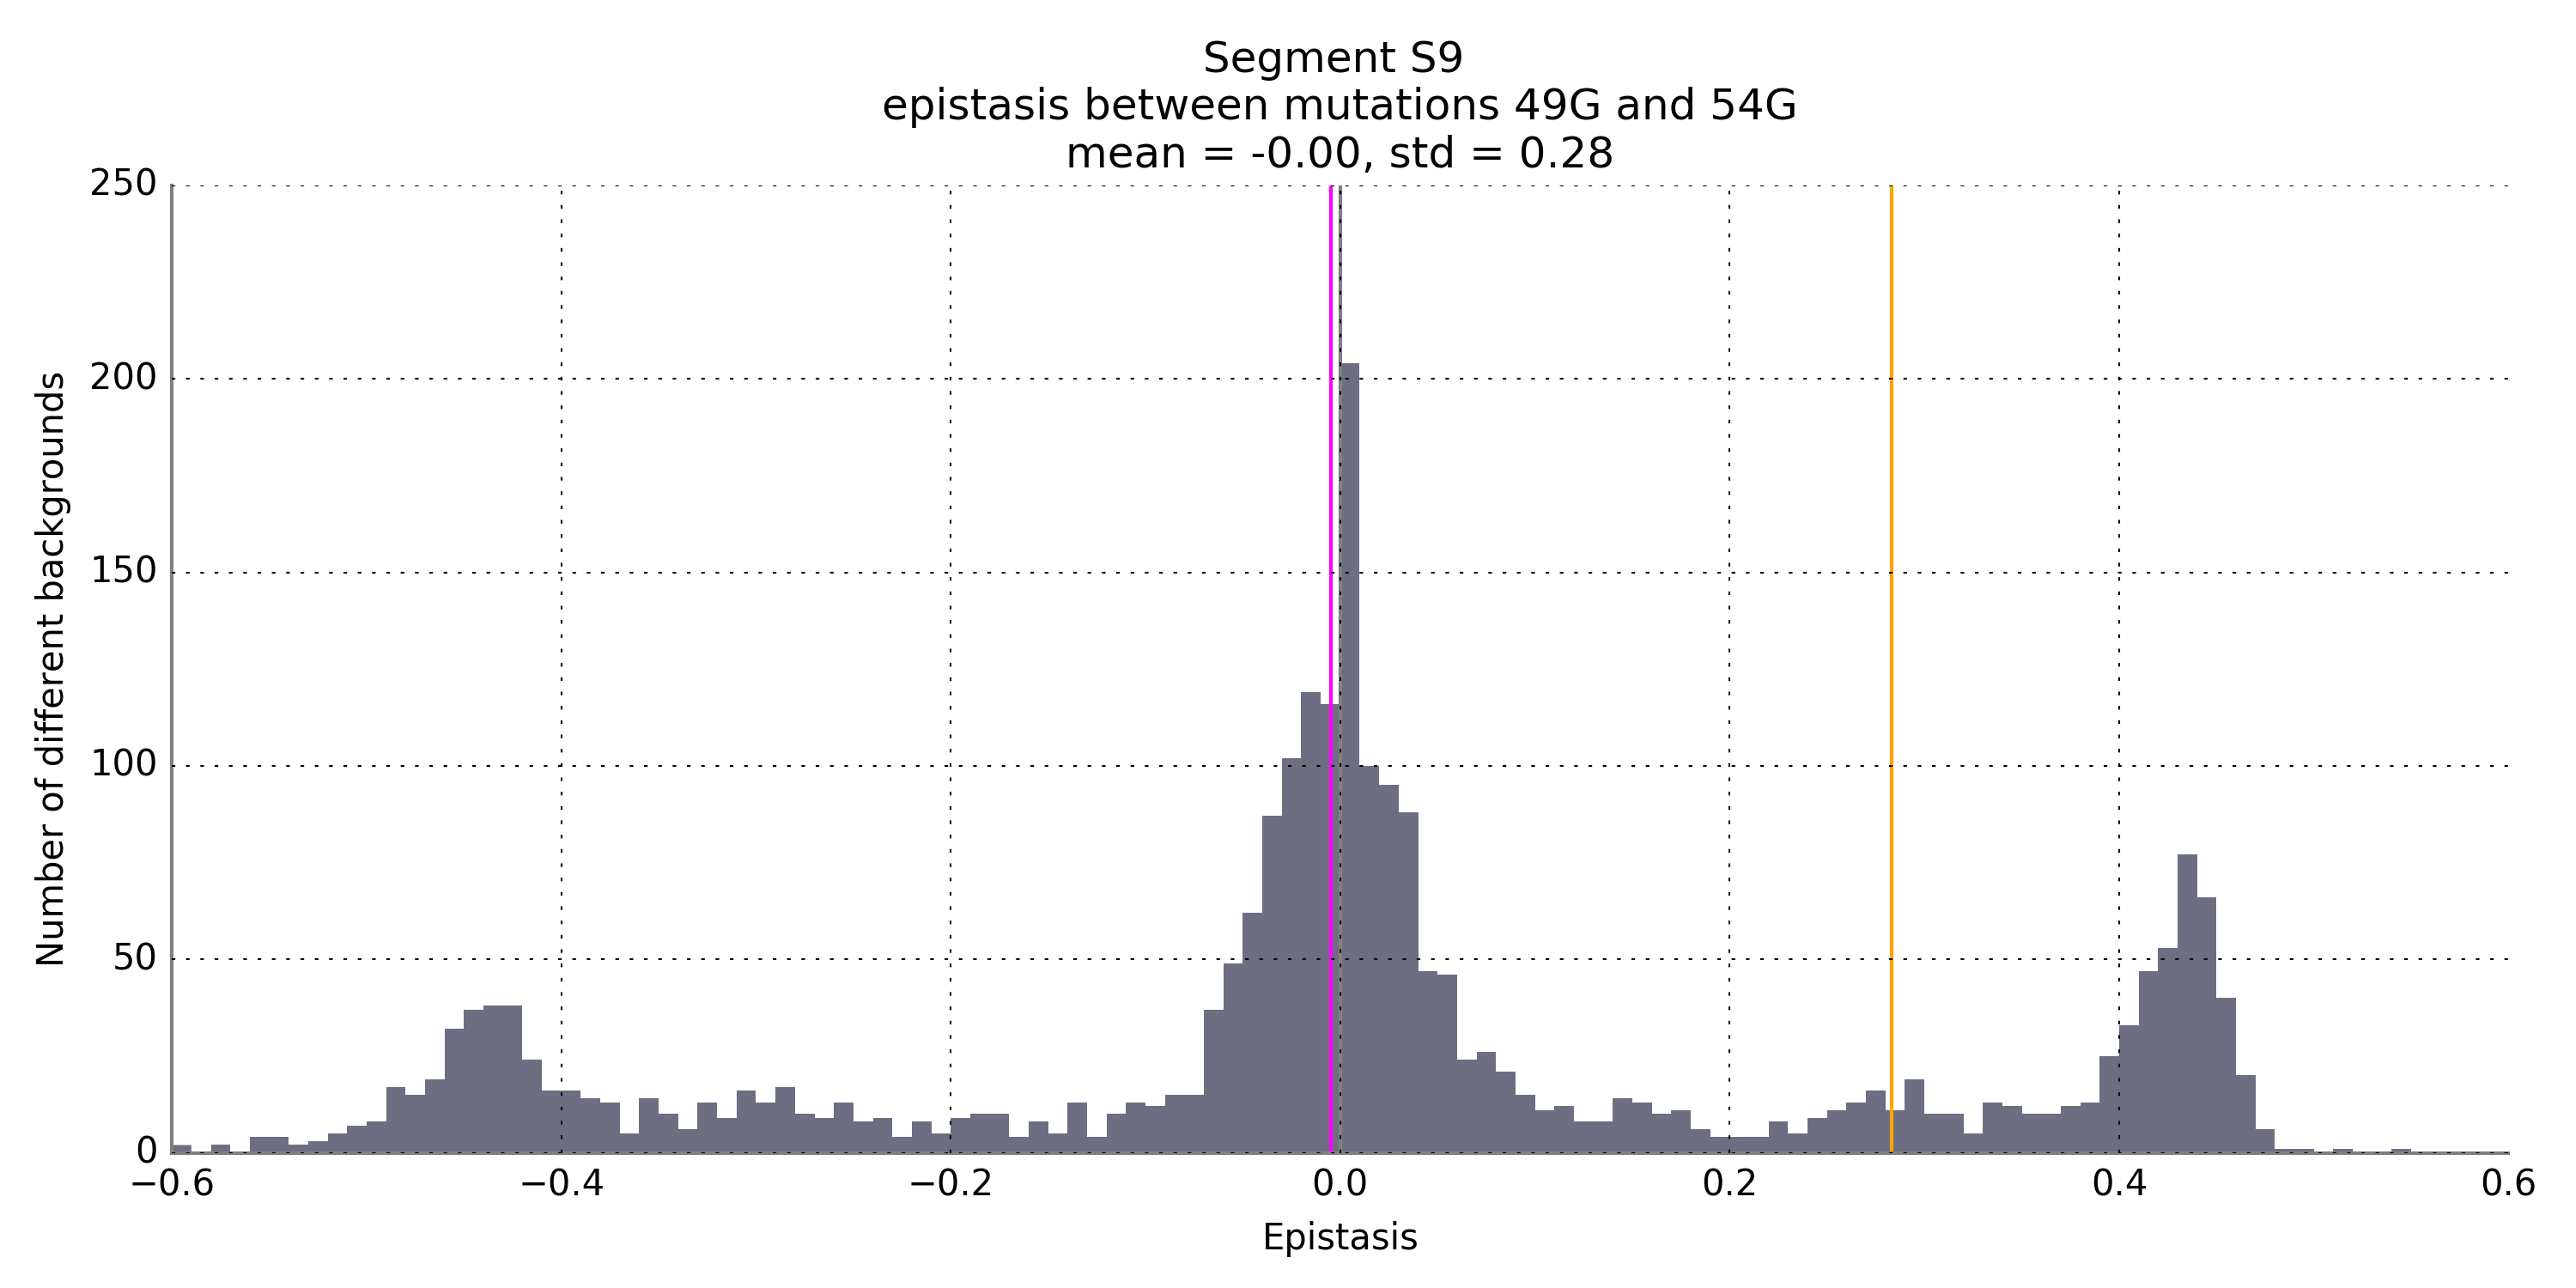 Segment S9
epistasis between mutations 49G and 54G
mean = -0.00, std = 0.28
250
200
150
100
50
0
Number of different backgrounds
−0.6 −0.4 −0.2 0.0 0.2 0.4 0.6
Epistasis